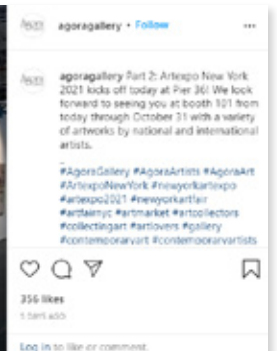 agoragallery • Follow
agoragallery Part 2: Artexpo New York
2021 kicks off today at Pier 36! We look
forward to seeing you at booth 101 from
today through October 31 with a variety
of artworks by national and international
artists.
#AgoraGallery #AgoraArtists #AgoraArt
#ArtexpoNewYork #newyorkartexpo
#artexpo2021 #newyorkartfair
#artfairnyc #artmarket #artcollectors
#collectingart #artlovers #gallery
#contemporaryart #contemporaryartists
356 likes
5 DAYS AGO
Log in to like or comment.